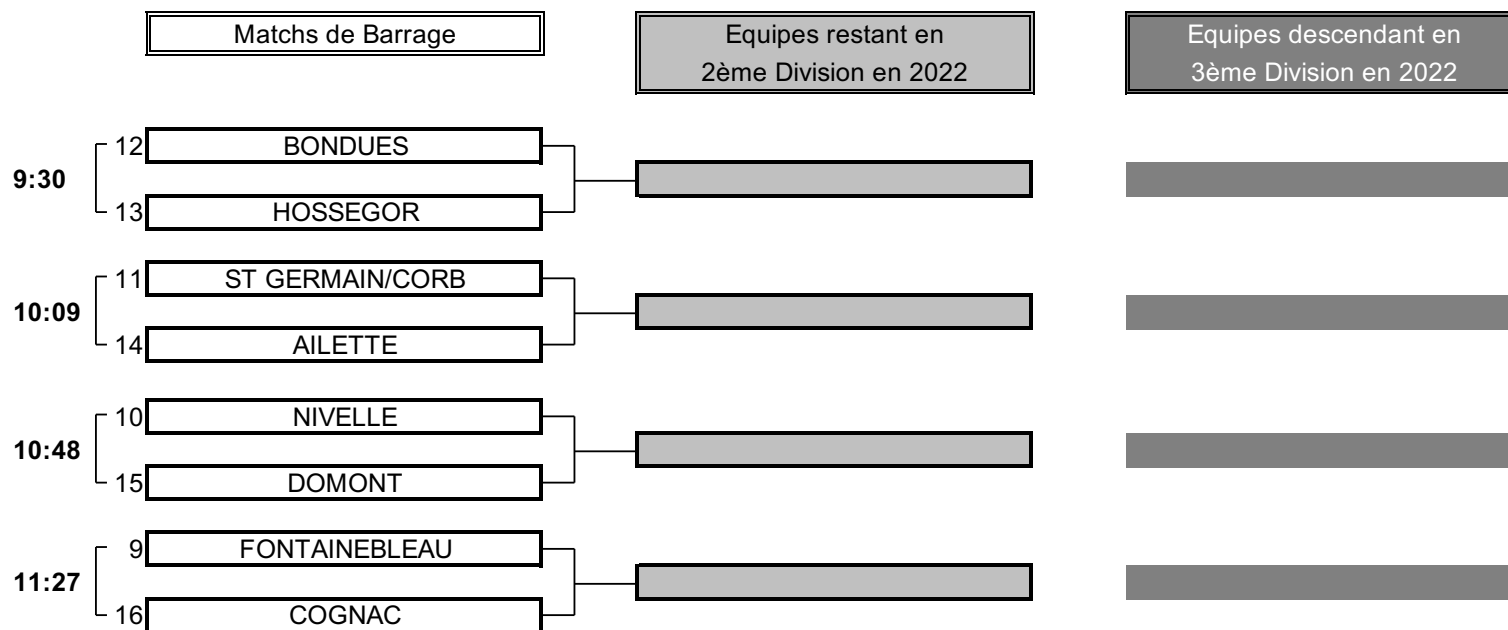 Matchs de Barrage
Equipes restant en
2ème Division en 2022
Equipes descendant en
3ème Division en 2022
12 BONDUES
9:30
13 HOSSEGOR
11 ST GERMAIN/CORB
10:09
14 AILETTE
10 NIVELLE
10:48
15 DOMONT
9 FONTAINEBLEAU
11:27
16 COGNAC